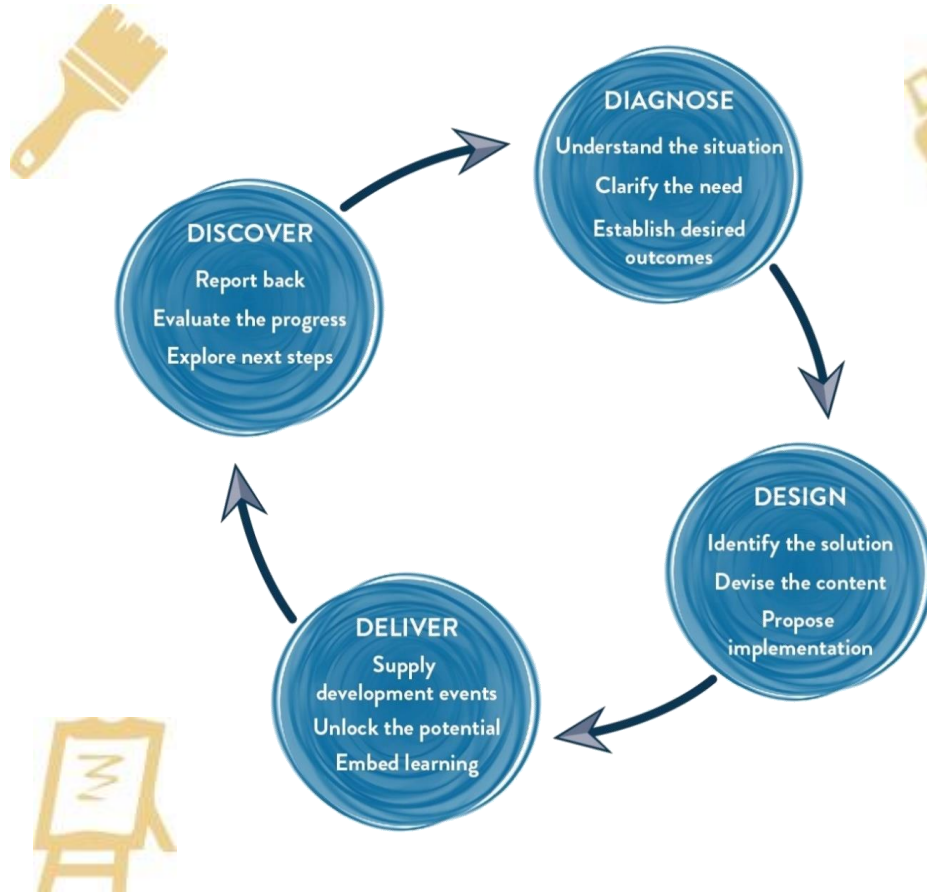 DIAGNOSE
Understand the situation
Clarify the need
Establish desired
outcomes
DESIGN
Identify the solution
Devise the content
Propose
implementation
DELIVER
Supply
development events
Unlock the potential
Embed learning
DISCOVER
Report back
Evaluate the progress
Explore next steps